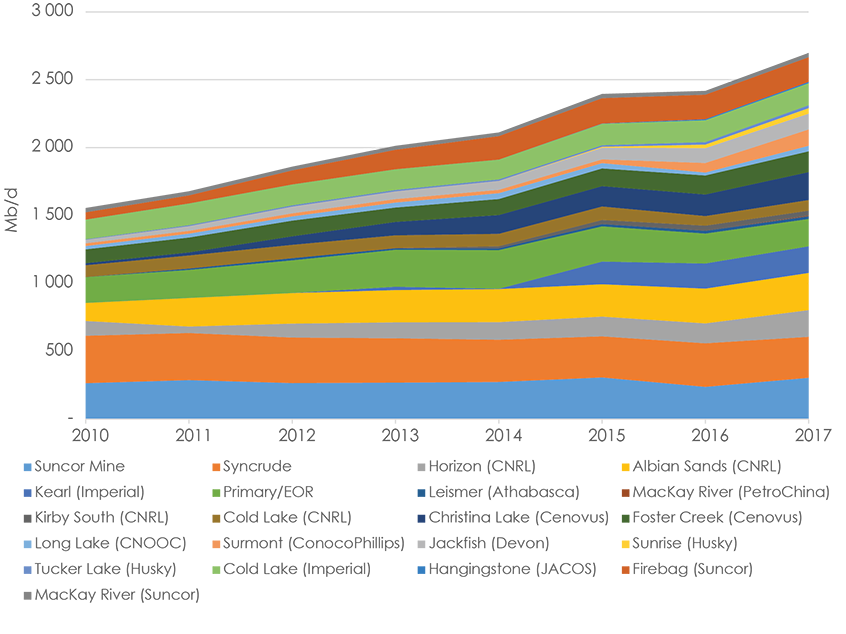 3 000
2 500
2 000
1 500
1 000
500
-
Mb/d
2010 2011 2012 2013 2014 2015 2016 2017
Suncor Mine Syncrude Horizon (CNRL) Albian Sands (CNRL)
Kearl (Imperial) Primary/EOR Leismer (Athabasca) MacKay River (PetroChina)
Kirby South (CNRL) Cold Lake (CNRL) Christina Lake (Cenovus) Foster Creek (Cenovus)
Long Lake (CNOOC) Surmont (ConocoPhillips) Jackfish (Devon) Sunrise (Husky)
Tucker Lake (Husky) Cold Lake (Imperial) Hangingstone (JACOS) Firebag (Suncor)
MacKay River (Suncor)